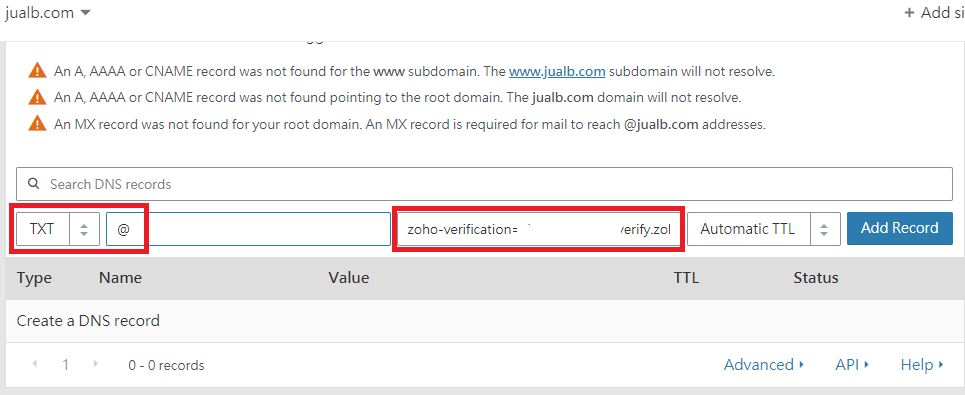 jualb.com
+ Add si
An A, AAAA or CNAME record was not found for the www subdomain. The www.jualb.com subdomain will not resolve.
An A, AAAA or CNAME record was not found pointing to the root domain. The jualb.com domain will not resolve.
An MX record was not found for your root domain. An MX record is required for mail to reach @jualb.com addresses.
Search DNS records
TXT @ zoho-verification= verify.zol Automatic TTL Add Record
Type Name Value TTL Status
Create a DNS record
1 0 - 0 records Advanced API Help